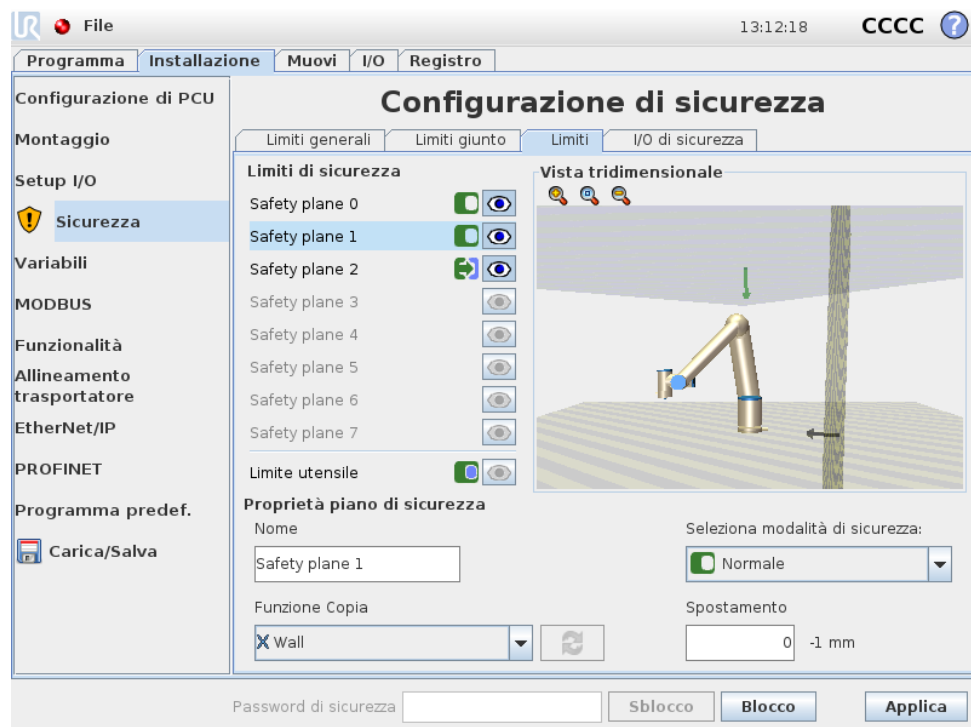 UR File 13:12:18 CCCC ?
Programma Installazione Muovi I/O Registro
Configurazione di PCU
Montaggio
Setup I/O
Sicurezza
Variabili
MODBUS
Funzionalità
Allineamento
trasportatore
EtherNet/IP
PROFINET
Programma predef.
Carica/Salva
Configurazione di sicurezza
Limiti generali Limiti giunto Limiti I/O di sicurezza
Limiti di sicurezza
Safety plane 0
Safety plane 1
Safety plane 2
Safety plane 3
Safety plane 4
Safety plane 5
Safety plane 6
Safety plane 7
Limite utensile
Vista tridimensionale
Proprietà piano di sicurezza
Nome
Safety plane 1
Seleziona modalità di sicurezza:
Normale
Funzione Copia
Wall
Spostamento
0 -1 mm
Password di sicurezza Sblocco Blocco Applica